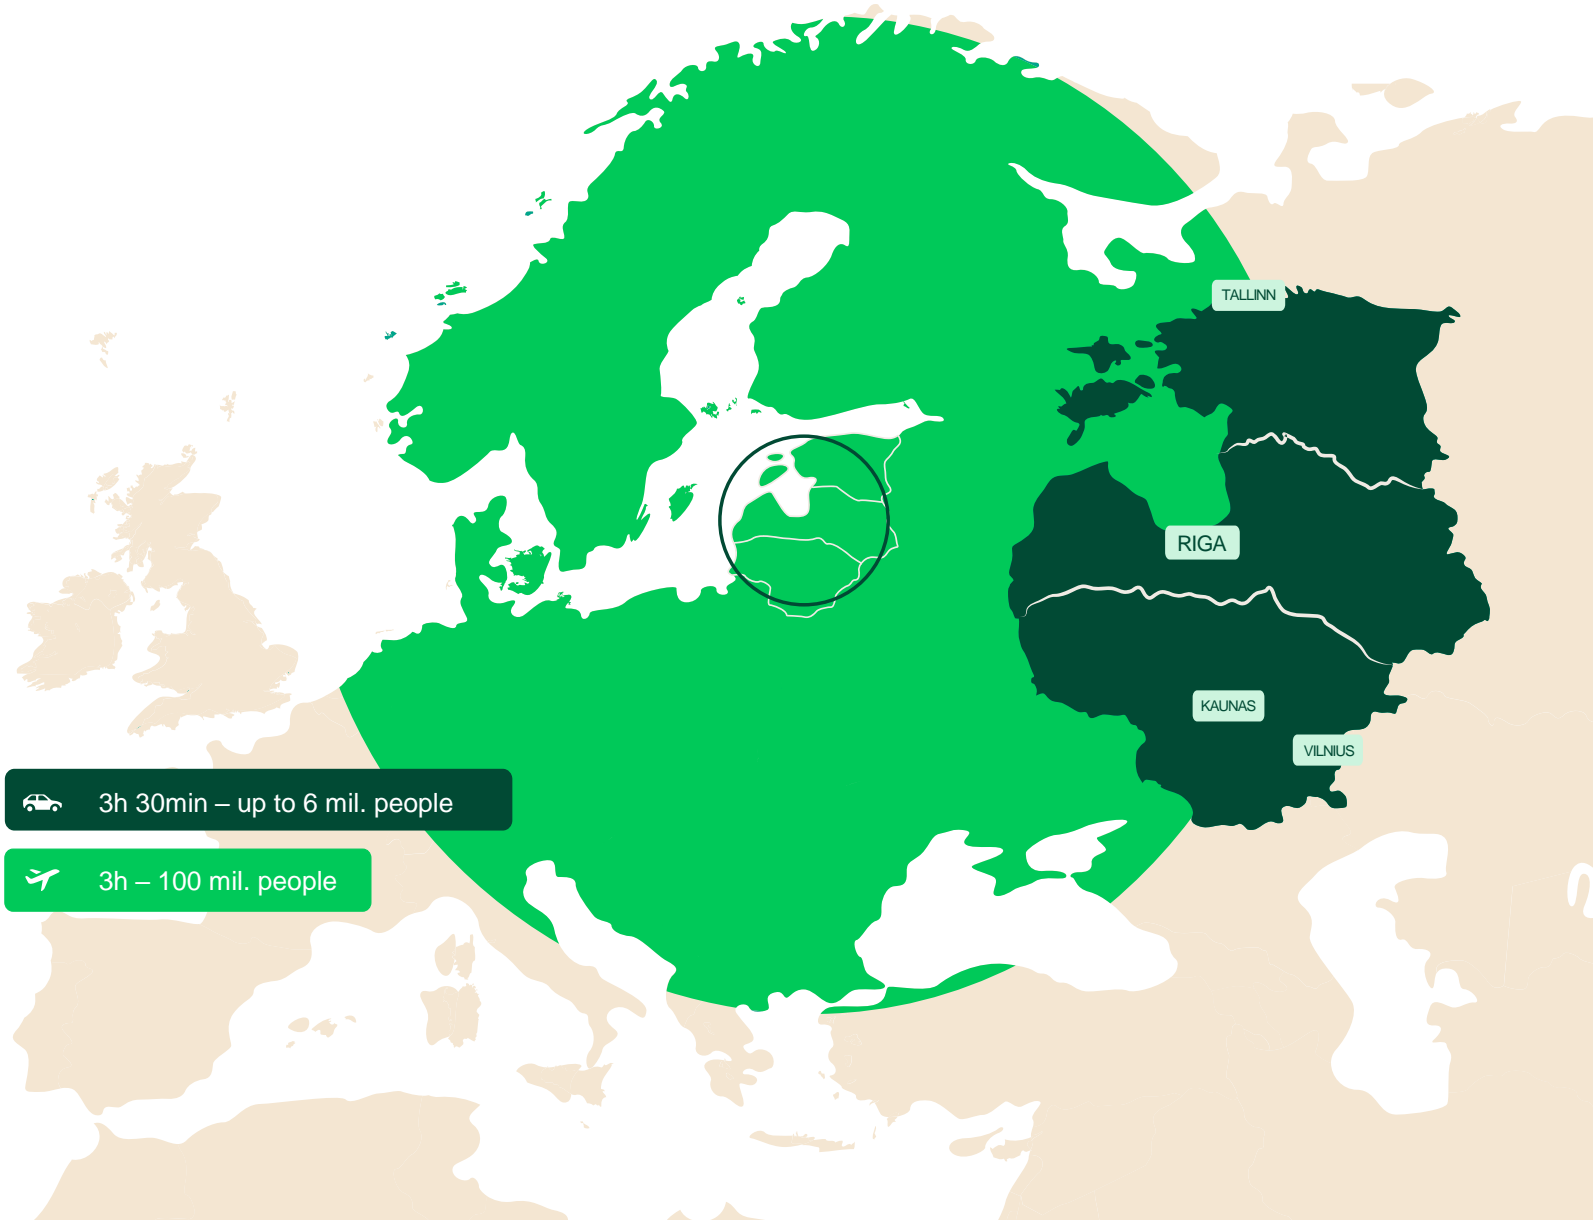 TALLINN
RIGA
KAUNAS
VILNIUS
3h 30min – up to 6 mil. people
3h – 100 mil. people